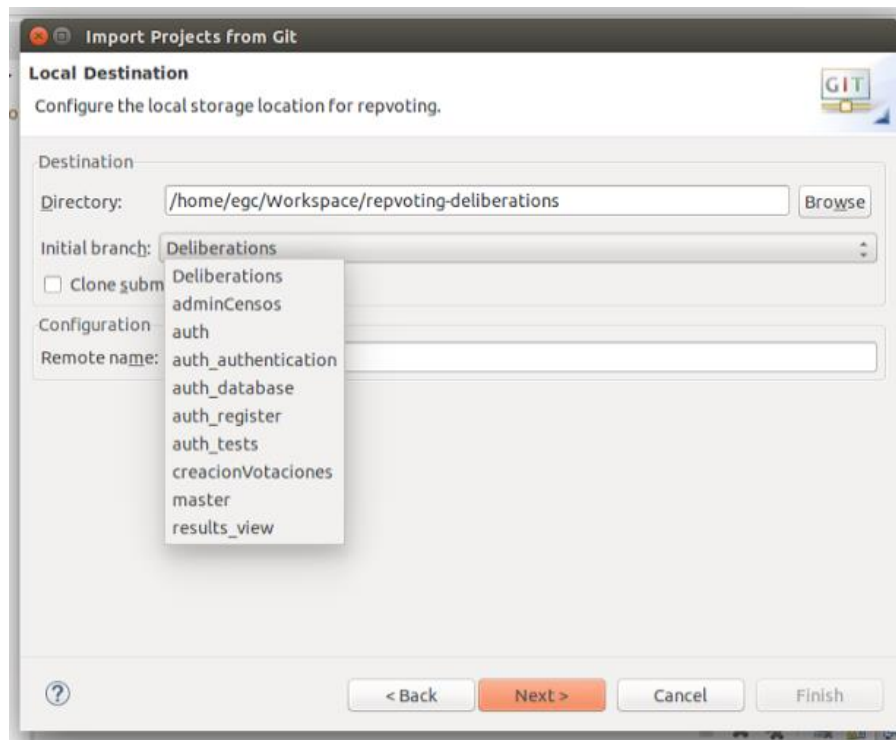 Import Projects from Git
Local Destination
Configure the local storage location for repvoting.
GIT
Destination
Directory: /home/egc/Workspace/repvoting-deliberations Browse
Initial branch: Deliberations
Deliberations
adminCensos
auth
auth_authentication
auth_database
auth_register
auth_tests
creacionVotaciones
master
results_view
Clone subm
Configuration
Remote name:
? < Back Next > Cancel Finish